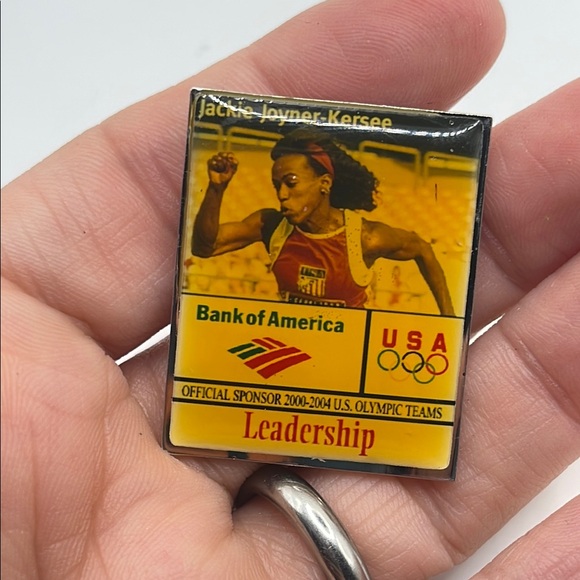 Jackie Joyner-Kersee
Bank of America
USA
OFFICIAL SPONSOR 2000-2004 U.S. OLYMPIC TEAMS
Leadership